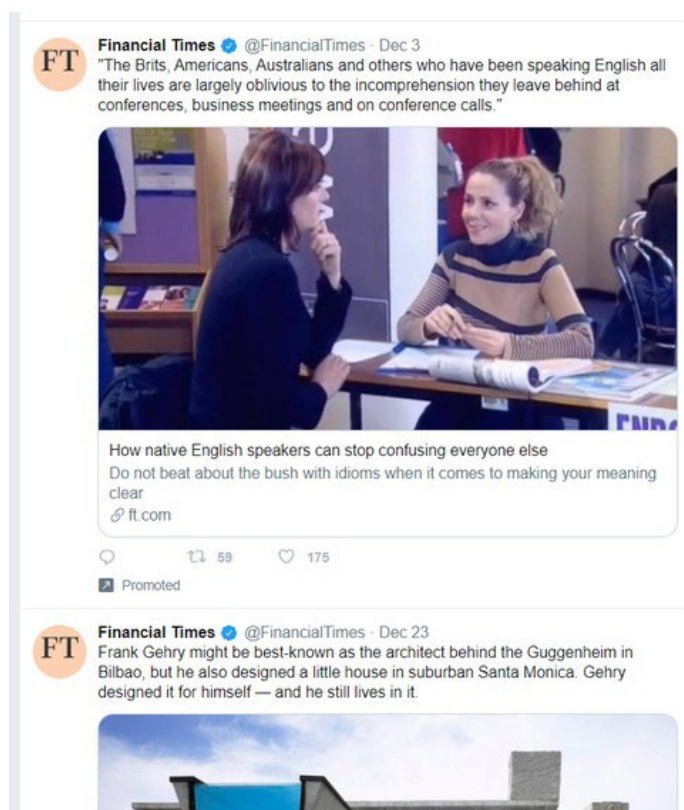 FT
Financial Times @FinancialTimes · Dec 3
"The Brits, Americans, Australians and others who have been speaking English all
their lives are largely oblivious to the incomprehension they leave behind at
conferences, business meetings and on conference calls."
How native English speakers can stop confusing everyone else
Do not beat about the bush with idioms when it comes to making your meaning
clear
ft.com
59 175
Promoted
FT
Financial Times @FinancialTimes · Dec 23
Frank Gehry might be best-known as the architect behind the Guggenheim in
Bilbao, but he also designed a little house in suburban Santa Monica. Gehry
designed it for himself — and he still lives in it.